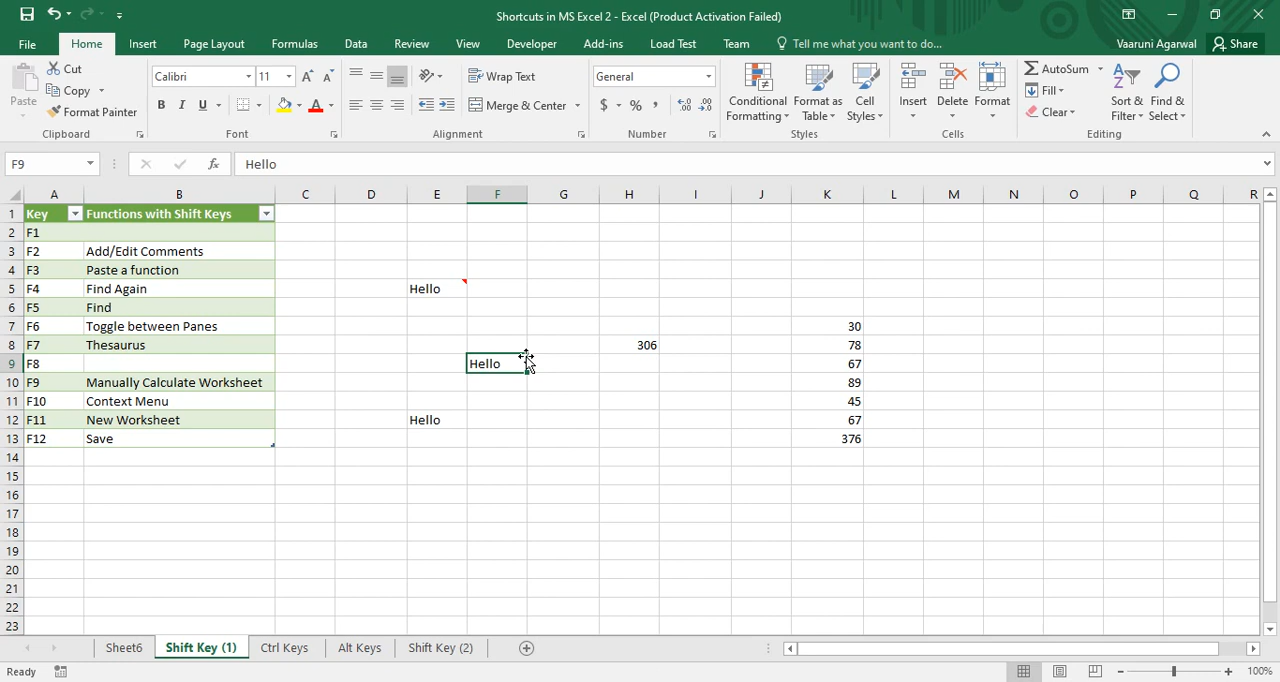 Shortcuts in MS Excel 2 - Excel (Product Activation Failed)
File Home Insert Page Layout Formulas Data Review View Developer Add-ins Load Test Team Tell me what you want to do... Vaaruni Agarwal Share
Paste
Cut
Copy
Format Painter
Clipboard
Calibri 11
B I U
Font
Wrap Text
Merge & Center
Alignment
General
$ % ,
Number
Conditional Formatting
Format as Table
Cell Styles
Styles
Insert Delete Format
Cells
AutoSum
Fill
Clear
Sort & Filter
Find & Select
Editing
F9 fx Hello
A B C D E F G H I J K L M N O P Q R
1 Key Functions with Shift Keys
2 F1
3 F2 Add/Edit Comments
4 F3 Paste a function
5 F4 Find Again Hello
6 F5 Find
7 F6 Toggle between Panes 30
8 F7 Thesaurus 306 78
9 F8 Hello 67
10 F9 Manually Calculate Worksheet 89
11 F10 Context Menu 45
12 F11 New Worksheet Hello 67
13 F12 Save 376
14
15
16
17
18
19
20
21
22
23
Sheet6 Shift Key (1) Ctrl Keys Alt Keys Shift Key (2)
Ready 100%